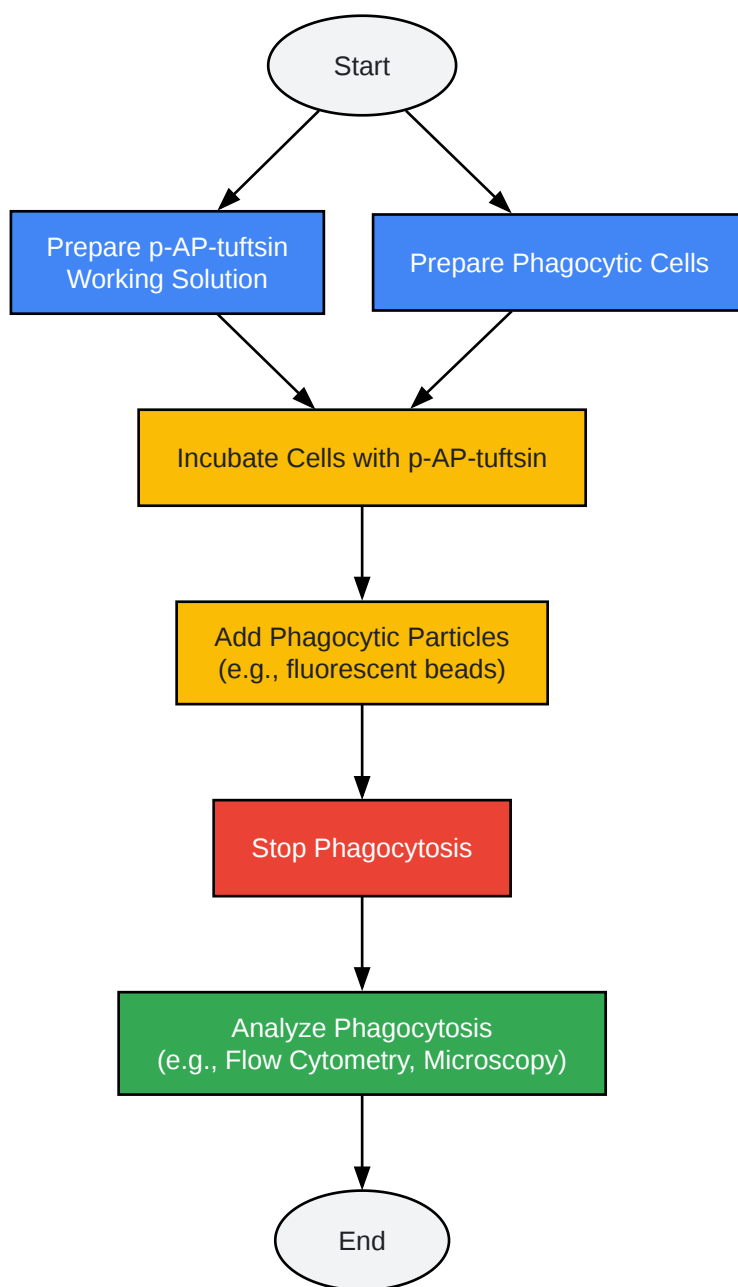 Start
Prepare p-AP-tuftsin
Working Solution
Prepare Phagocytic Cells
Incubate Cells with p-AP-tuftsin
Add Phagocytic Particles
(e.g., fluorescent beads)
Stop Phagocytosis
Analyze Phagocytosis
(e.g., Flow Cytometry, Microscopy)
End